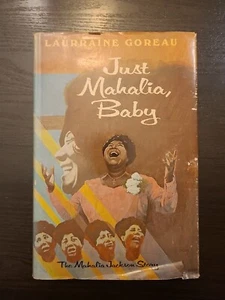 LAURRAINE GOREAU
Just
Mahalia,
Baby
The Mahalia Jackson Story